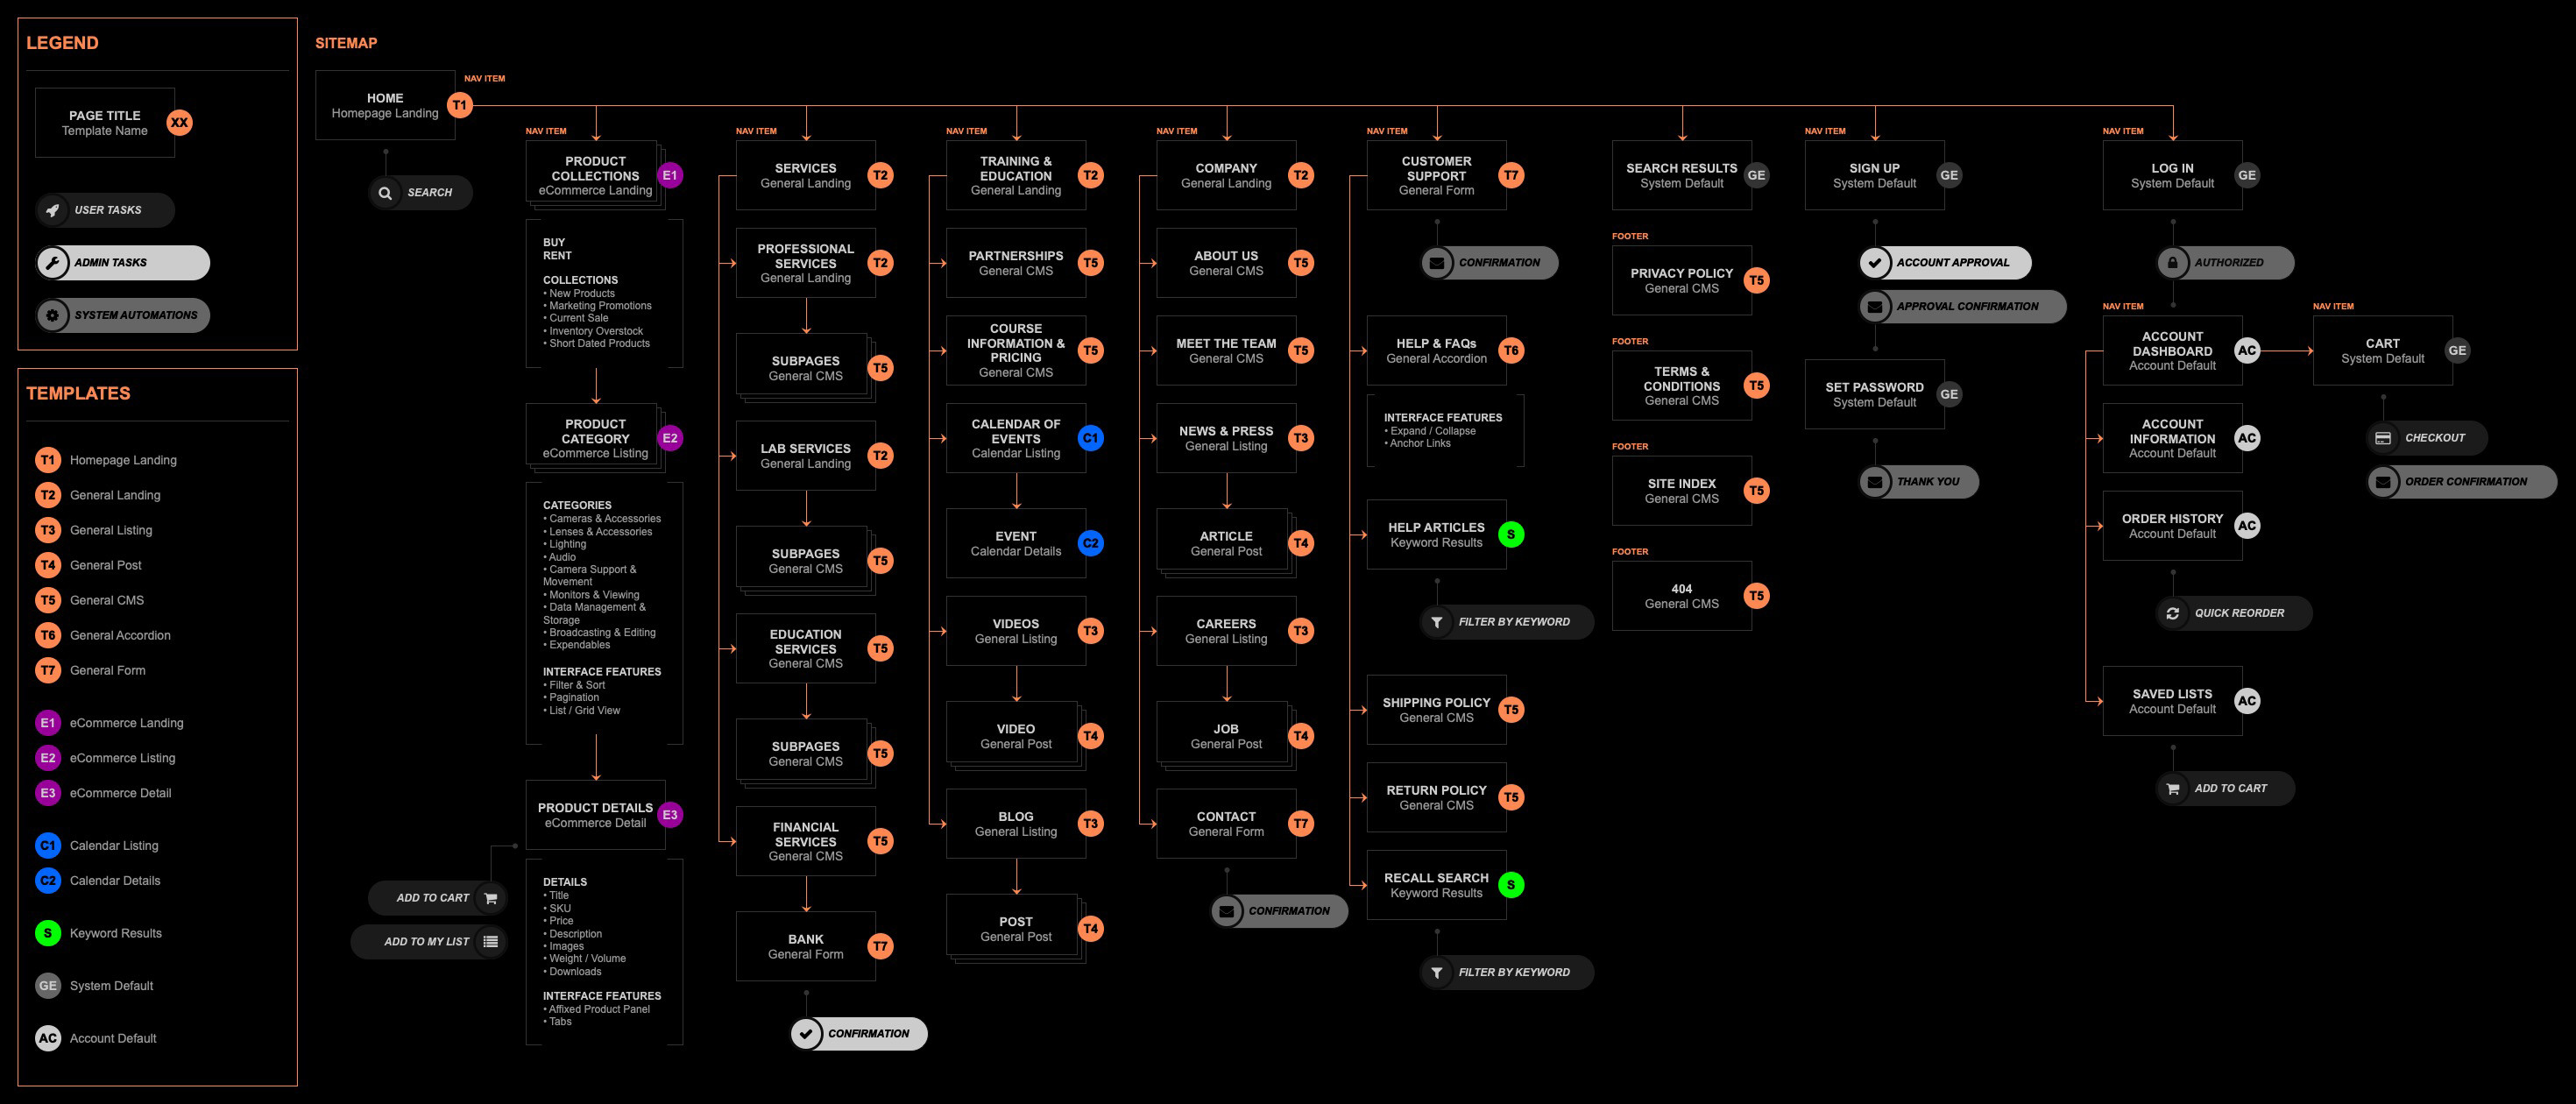 LEGEND
PAGE TITLE
Template Name
XX
USER TASKS
ADMIN TASKS
SYSTEM AUTOMATIONS
TEMPLATES
T1 Homepage Landing
T2 General Landing
T3 General Listing
T4 General Post
T5 General CMS
T6 General Accordion
T7 General Form
E1 eCommerce Landing
E2 eCommerce Listing
E3 eCommerce Detail
C1 Calendar Listing
C2 Calendar Details
S Keyword Results
GE System Default
AC Account Default
SITEMAP
NAV ITEM
HOME
Homepage Landing
T1
SEARCH
NAV ITEM
PRODUCT
COLLECTIONS
eCommerce Landing
E1
BUY
RENT
COLLECTIONS
• New Products
• Marketing Promotions
• Current Sale
• Inventory Overstock
• Short Dated Products
PRODUCT
CATEGORY
eCommerce Listing
E2
CATEGORIES
• Cameras & Accessories
• Lenses & Accessories
• Lighting
• Audio
• Camera Support &
Movement
• Monitors & Viewing
• Data Management &
Storage
• Broadcasting & Editing
• Expendables
INTERFACE FEATURES
• Filter & Sort
• Pagination
• List / Grid View
PRODUCT DETAILS
eCommerce Detail
E3
ADD TO CART
ADD TO MY LIST
DETAILS
• Title
• SKU
• Price
• Description
• Images
• Weight / Volume
• Downloads
INTERFACE FEATURES
• Affixed Product Panel
• Tabs
NAV ITEM
SERVICES
General Landing
T2
PROFESSIONAL
SERVICES
General Landing
T2
SUBPAGES
General CMS
T5
LAB SERVICES
General Landing
T2
SUBPAGES
General CMS
T5
EDUCATION
SERVICES
General CMS
T5
SUBPAGES
General CMS
T5
FINANCIAL
SERVICES
General CMS
T5
BANK
General Form
T7
CONFIRMATION
NAV ITEM
TRAINING &
EDUCATION
General Landing
T2
PARTNERSHIPS
General CMS
T5
COURSE
INFORMATION &
PRICING
General CMS
T5
CALENDAR OF
EVENTS
Calendar Listing
C1
EVENT
Calendar Details
C2
VIDEOS
General Listing
T3
VIDEO
General Post
T4
BLOG
General Listing
T3
POST
General Post
T4
NAV ITEM
COMPANY
General Landing
T2
ABOUT US
General CMS
T5
MEET THE TEAM
General CMS
T5
NEWS & PRESS
General Listing
T3
ARTICLE
General Post
T4
CAREERS
General Listing
T3
JOB
General Post
T4
CONTACT
General Form
T7
CONFIRMATION
NAV ITEM
CUSTOMER
SUPPORT
General Form
T7
CONFIRMATION
HELP & FAQs
General Accordion
T6
INTERFACE FEATURES
• Expand / Collapse
• Anchor Links
HELP ARTICLES
Keyword Results
S
FILTER BY KEYWORD
SHIPPING POLICY
General CMS
T5
RETURN POLICY
General CMS
T5
RECALL SEARCH
Keyword Results
S
FILTER BY KEYWORD
SEARCH RESULTS
System Default
GE
FOOTER
PRIVACY POLICY
General CMS
T5
FOOTER
TERMS &
CONDITIONS
General CMS
T5
FOOTER
SITE INDEX
General CMS
T5
FOOTER
404
General CMS
T5
NAV ITEM
SIGN UP
System Default
GE
ACCOUNT APPROVAL
APPROVAL CONFIRMATION
SET PASSWORD
System Default
GE
THANK YOU
NAV ITEM
LOG IN
System Default
GE
AUTHORIZED
NAV ITEM
ACCOUNT
DASHBOARD
Account Default
AC
ACCOUNT
INFORMATION
Account Default
AC
ORDER HISTORY
Account Default
AC
QUICK REORDER
SAVED LISTS
Account Default
AC
ADD TO CART
NAV ITEM
CART
System Default
GE
CHECKOUT
ORDER CONFIRMATION